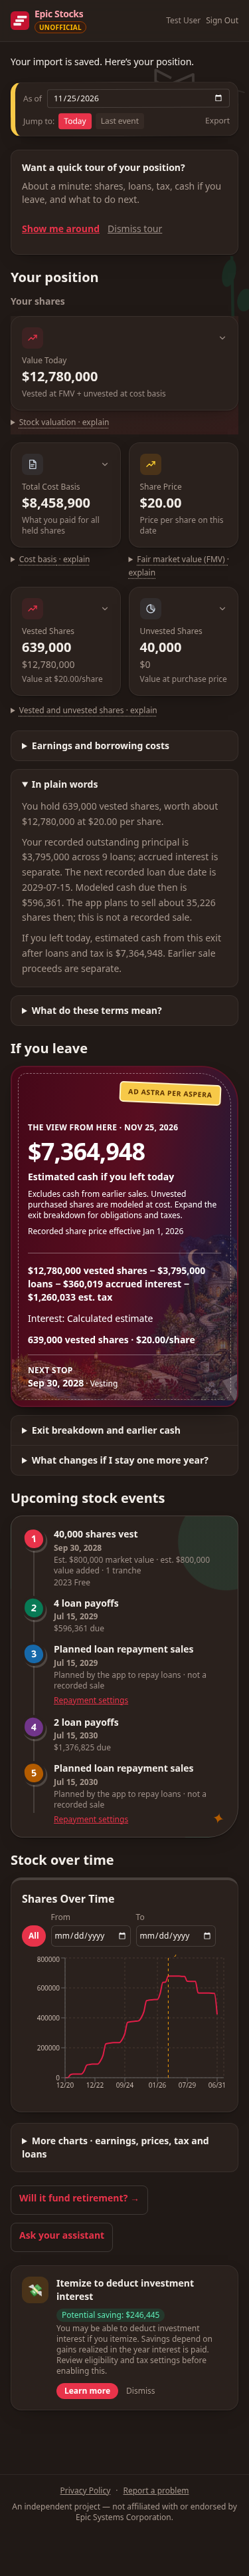 Epic Stocks
UNOFFICIAL
Test User Sign Out
Your import is saved. Here's your position.
As of 11/25/2026
Jump to: Today Last event Export
Want a quick tour of your position?
About a minute: shares, loans, tax, cash if you
leave, and what to do next.
Show me around Dismiss tour
Your position
Your shares
Value Today
$12,780,000
Vested at FMV + unvested at cost basis
Stock valuation · explain
Total Cost Basis
$8,458,900
What you paid for all
held shares
Cost basis · explain
Share Price
$20.00
Price per share on this
date
Fair market value (FMV) ·
explain
Vested Shares
639,000
$12,780,000
Value at $20.00/share
Unvested Shares
40,000
$0
Value at purchase price
Vested and unvested shares · explain
Earnings and borrowing costs
In plain words
You hold 639,000 vested shares, worth about
$12,780,000 at $20.00 per share.
Your recorded outstanding principal is
$3,795,000 across 9 loans; accrued interest is
separate. The next recorded loan due date is
2029-07-15. Modeled cash due then is
$596,361. The app plans to sell about 35,226
shares then; this is not a recorded sale.
If you left today, estimated cash from this exit
after loans and tax is $7,364,948. Earlier sale
proceeds are separate.
What do these terms mean?
If you leave
AD ASTRA PER ASPERA
THE VIEW FROM HERE · NOV 25, 2026
$7,364,948
Estimated cash if you left today
Excludes cash from earlier sales. Unvested
purchased shares are modeled at cost. Expand the
exit breakdown for obligations and taxes.
Recorded share price effective Jan 1, 2026
$12,780,000 vested shares − $3,795,000
loans − $360,019 accrued interest −
$1,260,033 est. tax
Interest: Calculated estimate
639,000 vested shares · $20.00/share
NEXT STOP
Sep 30, 2028 · Vesting
Exit breakdown and earlier cash
What changes if I stay one more year?
Upcoming stock events
1
40,000 shares vest
Sep 30, 2028
Est. $800,000 market value · est. $800,000
value added · 1 tranche
2023 Free
2
4 loan payoffs
Jul 15, 2029
$596,361 due
3
Planned loan repayment sales
Jul 15, 2029
Planned by the app to repay loans · not a
recorded sale
Repayment settings
4
2 loan payoffs
Jul 15, 2030
$1,376,825 due
5
Planned loan repayment sales
Jul 15, 2030
Planned by the app to repay loans · not a
recorded sale
Repayment settings
Stock over time
Shares Over Time
From To
All mm/dd/yyyy mm/dd/yyyy
800000
600000
400000
200000
0
12/20 12/22 09/24 01/26 07/29 06/31
More charts · earnings, prices, tax and
loans
Will it fund retirement? →
Ask your assistant
Itemize to deduct investment
interest
Potential saving: $246,445
You may be able to deduct investment
interest if you itemize. Savings depend on
gains realized in the year interest is paid.
Review eligibility and tax settings before
enabling this.
Learn more Dismiss
Privacy Policy · Report a problem
An independent project — not affiliated with or endorsed by
Epic Systems Corporation.